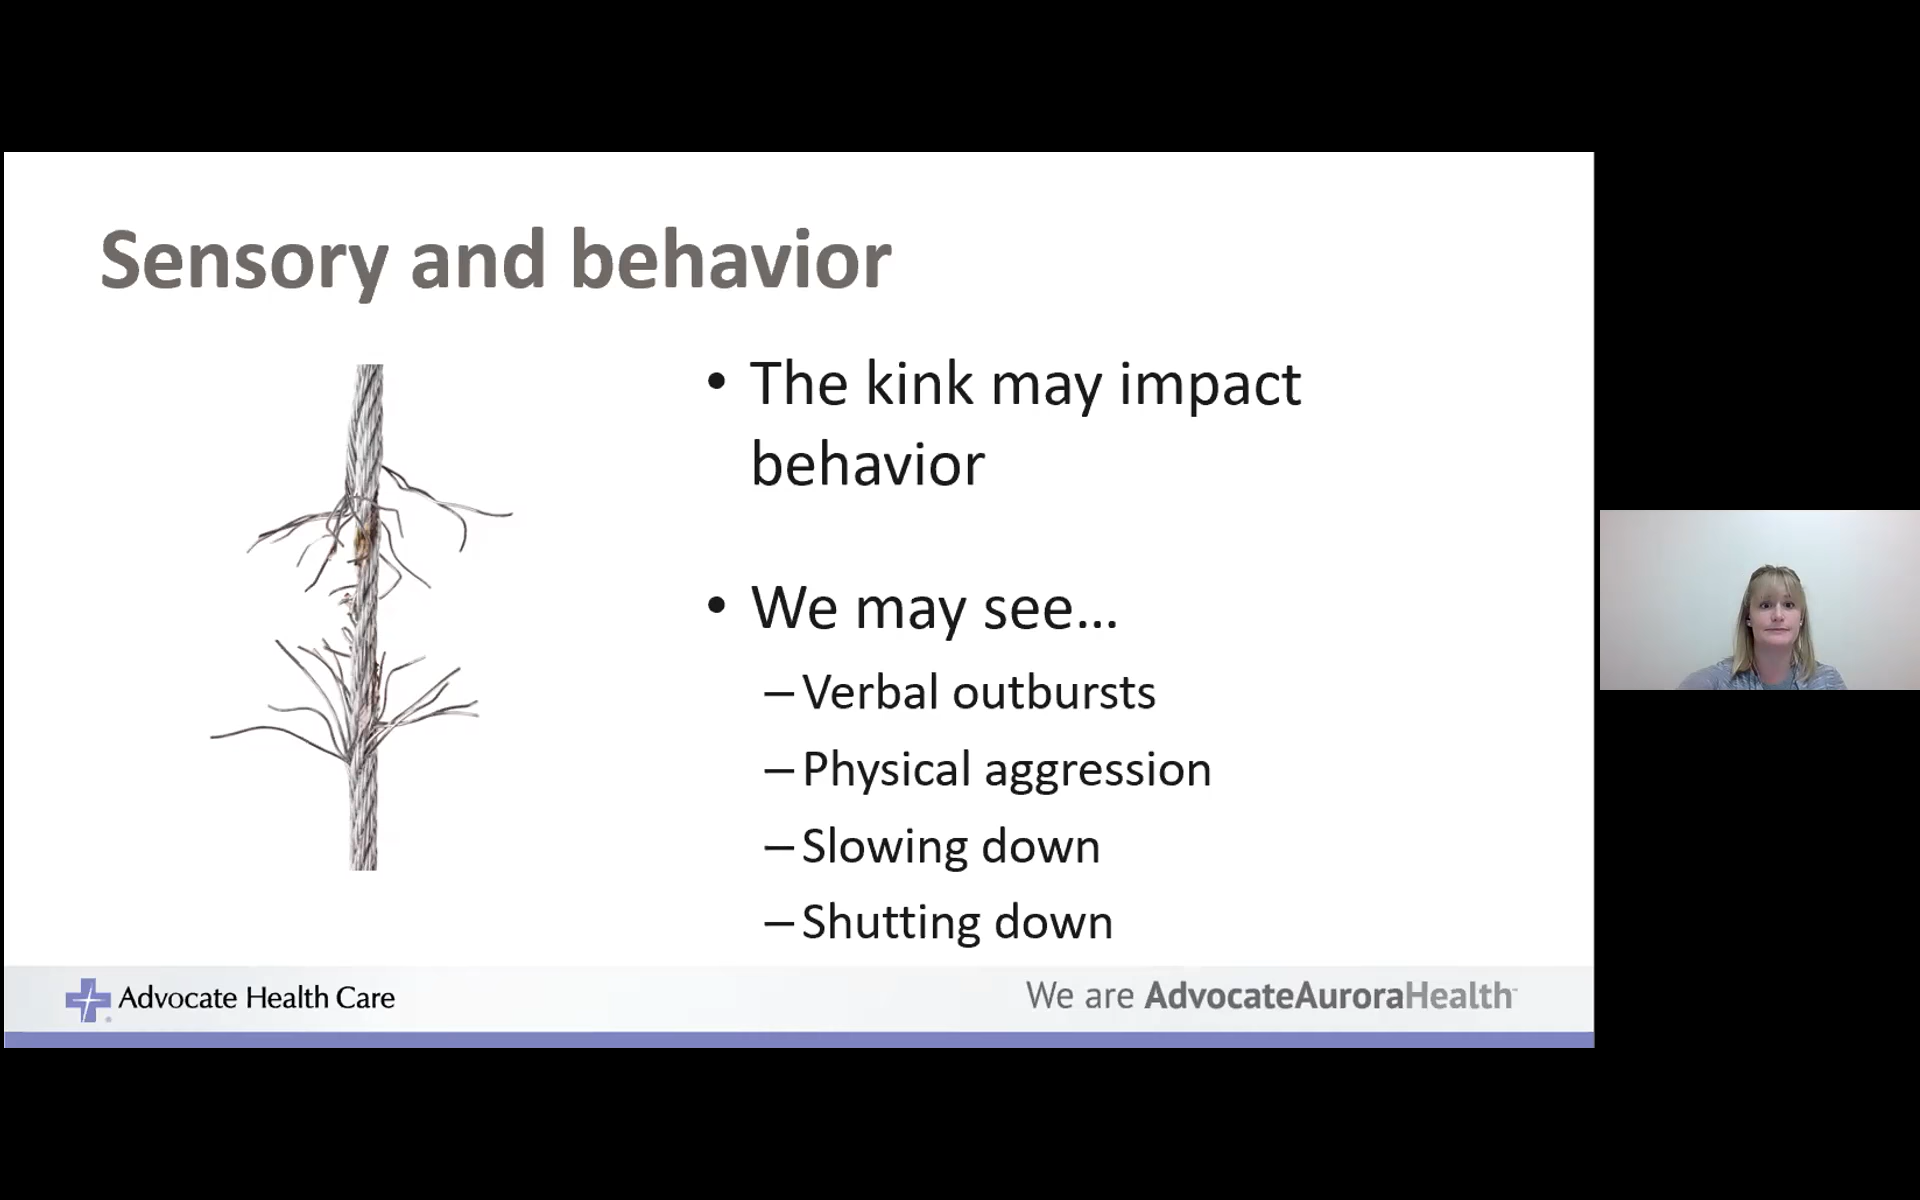 Sensory and behavior
• The kink may impact
behavior
• We may see...
– Verbal outbursts
– Physical aggression
– Slowing down
– Shutting down
Advocate Health Care
We are AdvocateAuroraHealth™